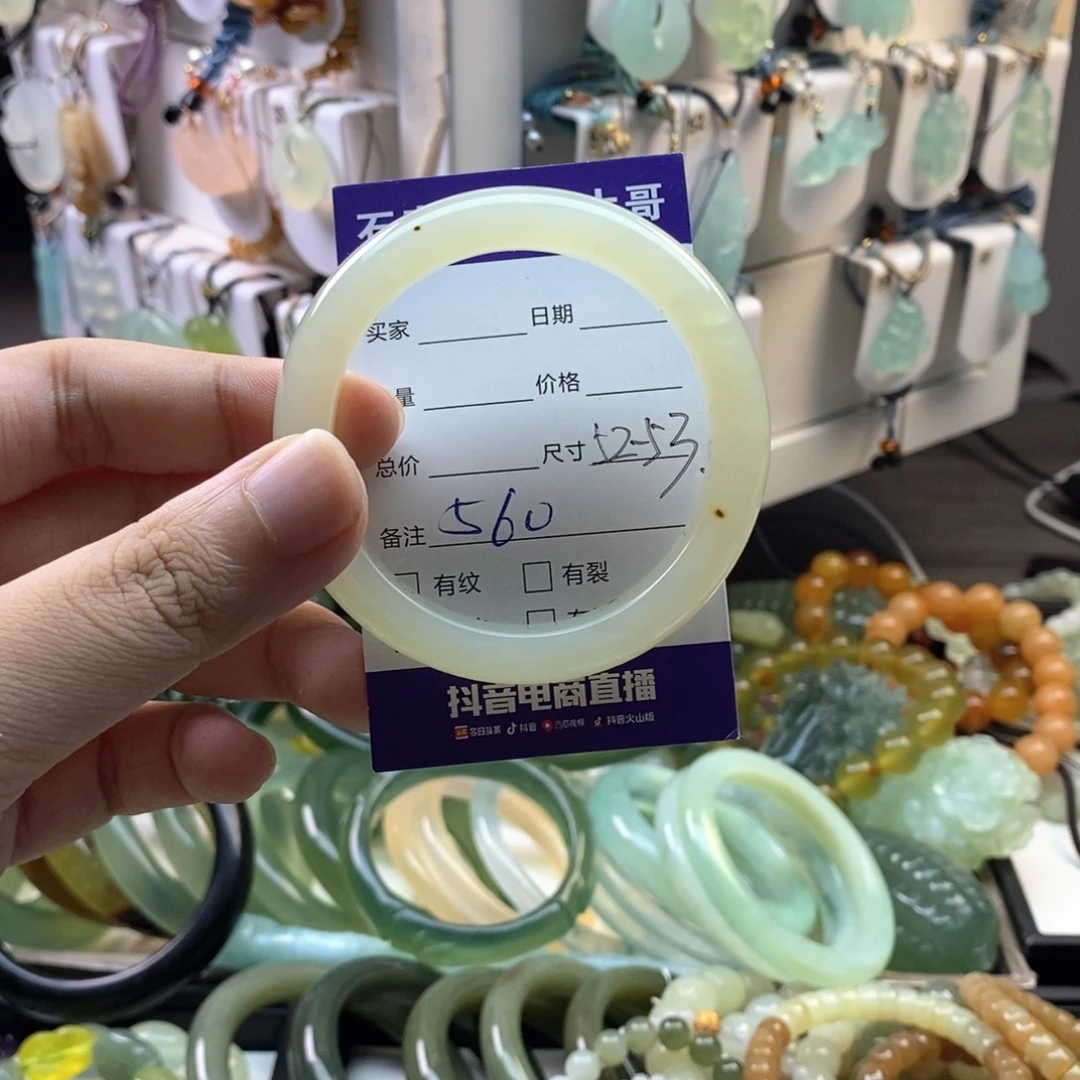 石 大哥
买家 日期
量 价格
总价 尺寸 52-53
备注 560
有纹 有裂
抖音电商直播
今日头条 抖音 西瓜视频 抖音火山版